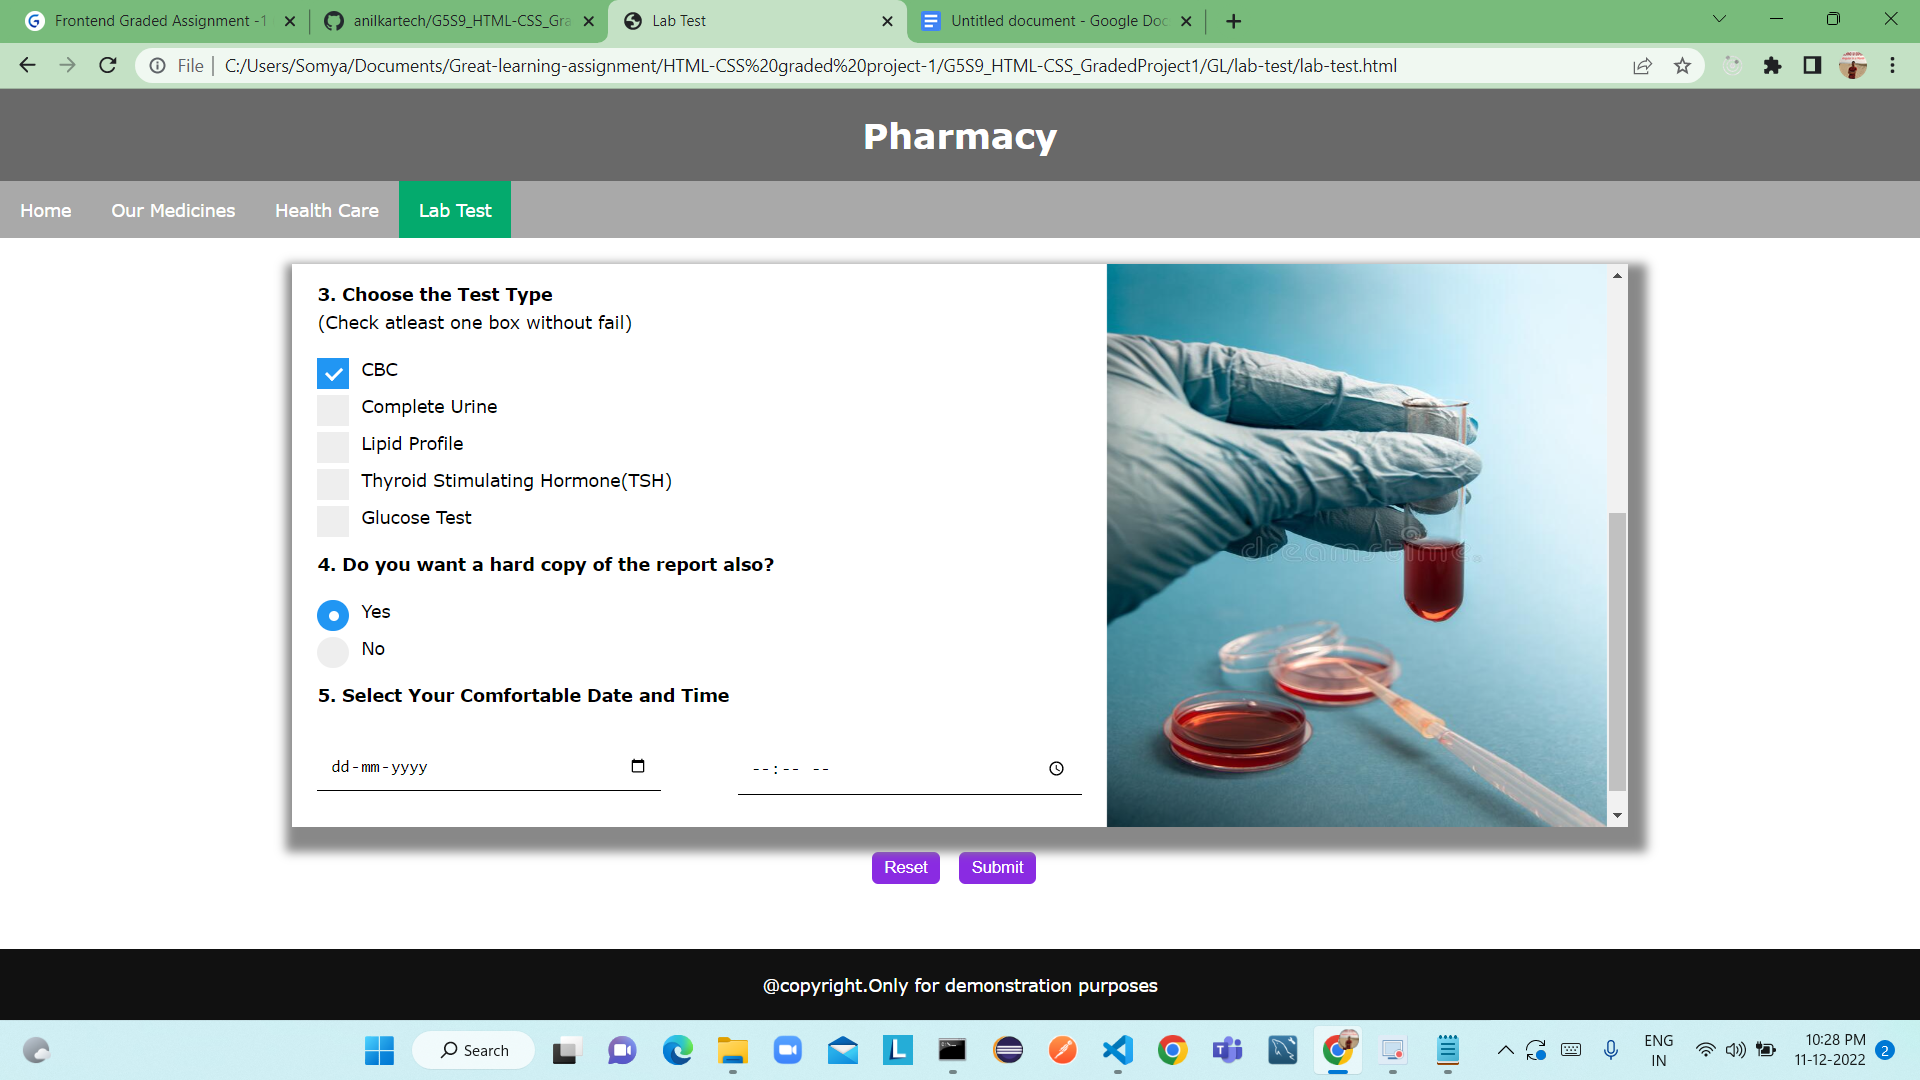 Frontend Graded Assignment -1
anilkartech/G5S9_HTML-CSS_Gra
Lab Test
Untitled document - Google Doc
File
C:/Users/Somya/Documents/Great-learning-assignment/HTML-CSS%20graded%20project-1/G5S9_HTML-CSS_GradedProject1/GL/lab-test/lab-test.html
Pharmacy
Home
Our Medicines
Health Care
Lab Test
3. Choose the Test Type
(Check atleast one box without fail)
CBC
Complete Urine
Lipid Profile
Thyroid Stimulating Hormone(TSH)
Glucose Test
4. Do you want a hard copy of the report also?
Yes
No
5. Select Your Comfortable Date and Time
dd-mm-yyyy
--:-- --
dreamstime.
Reset
Submit
@copyright.Only for demonstration purposes
Search
ENG
IN
10:28 PM
11-12-2022
2